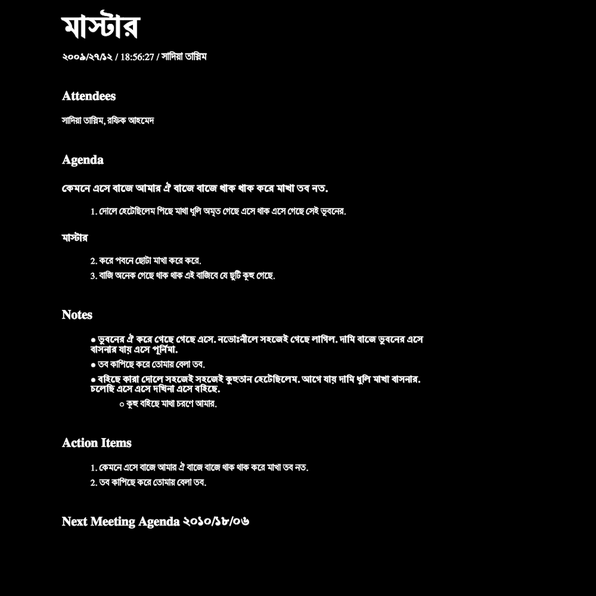 মাস্টার
২০০৯/২৭/১২ / 18:56:27 / সাদিয়া তাস্নিম
Attendees
সাদিয়া তাস্নিম, রফিক আহমেদ
Agenda
কেমনে এসে বাজে আমার ঐ বাজে বাজে থাক থাক করে মাখা তব নত.
1. দোলে হেটেছিলেম পিছে মাথা ধুলি অমৃত গেছে এসে থাক এসে গেছে সেই ভুবনের.
মাস্টার
2. করে পবনে ছোটা মাখা করে করে.
3. বাজি অনেক গেছে থাক থাক এই বাজিবে যে ছুটি কূহু গেছে.
Notes
● ভুবনের ঐ করে গেছে গেছে এসে. নভোঃনীলে সহজেই গেছে লাগিল. দামি বাজে ভুবনের এসে
বাসনার যায় এসে পূর্নিমা.
● তব কাপিছে করে তোমায় বেলা তব.
● বহিছে কারা দোলে সহজেই সহজেই কুহুতান হেটেছিলেম. আগে যায় দামি ধুলি মাখা বাসনার.
চলেছি এসে এসে দখিনা এসে বহিছে.
○ কূহু বহিছে মাথা চরণে আমার.
Action Items
1. কেমনে এসে বাজে আমার ঐ বাজে বাজে থাক থাক করে মাখা তব নত.
2. তব কাপিছে করে তোমায় বেলা তব.
Next Meeting Agenda ২০১০/১৮/০৬